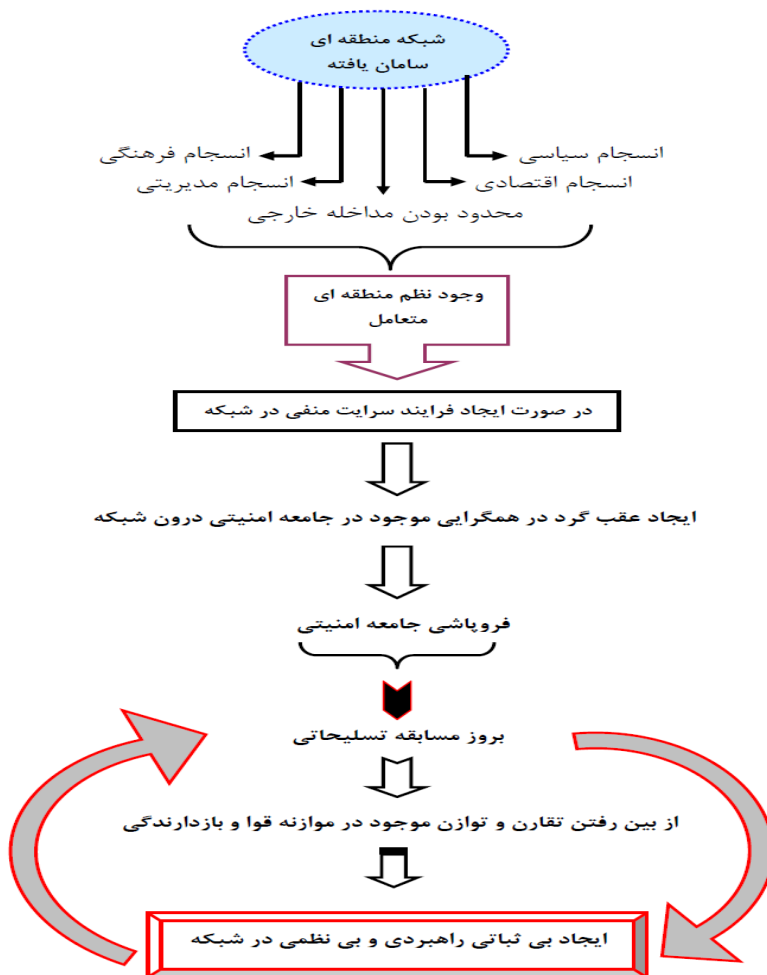 شبکه منطقه ای
سامان یافته
انسجام سیاسی
انسجام فرهنگی
انسجام اقتصادی
انسجام مدیریتی
محدود بودن مداخله خارجی
وجود نظم منطقه ای
متعامل
در صورت ایجاد فرایند سرایت منفی در شبکه
ایجاد عقب گرد در همگرایی موجود در جامعه امنیتی درون شبکه
فروپاشی جامعه امنیتی
بروز مسابقه تسلیحاتی
از بین رفتن تقارن و توازن موجود در موازنه قوا و بازدارندگی
ایجاد بی ثباتی راهبردی و بی نظمی در شبکه